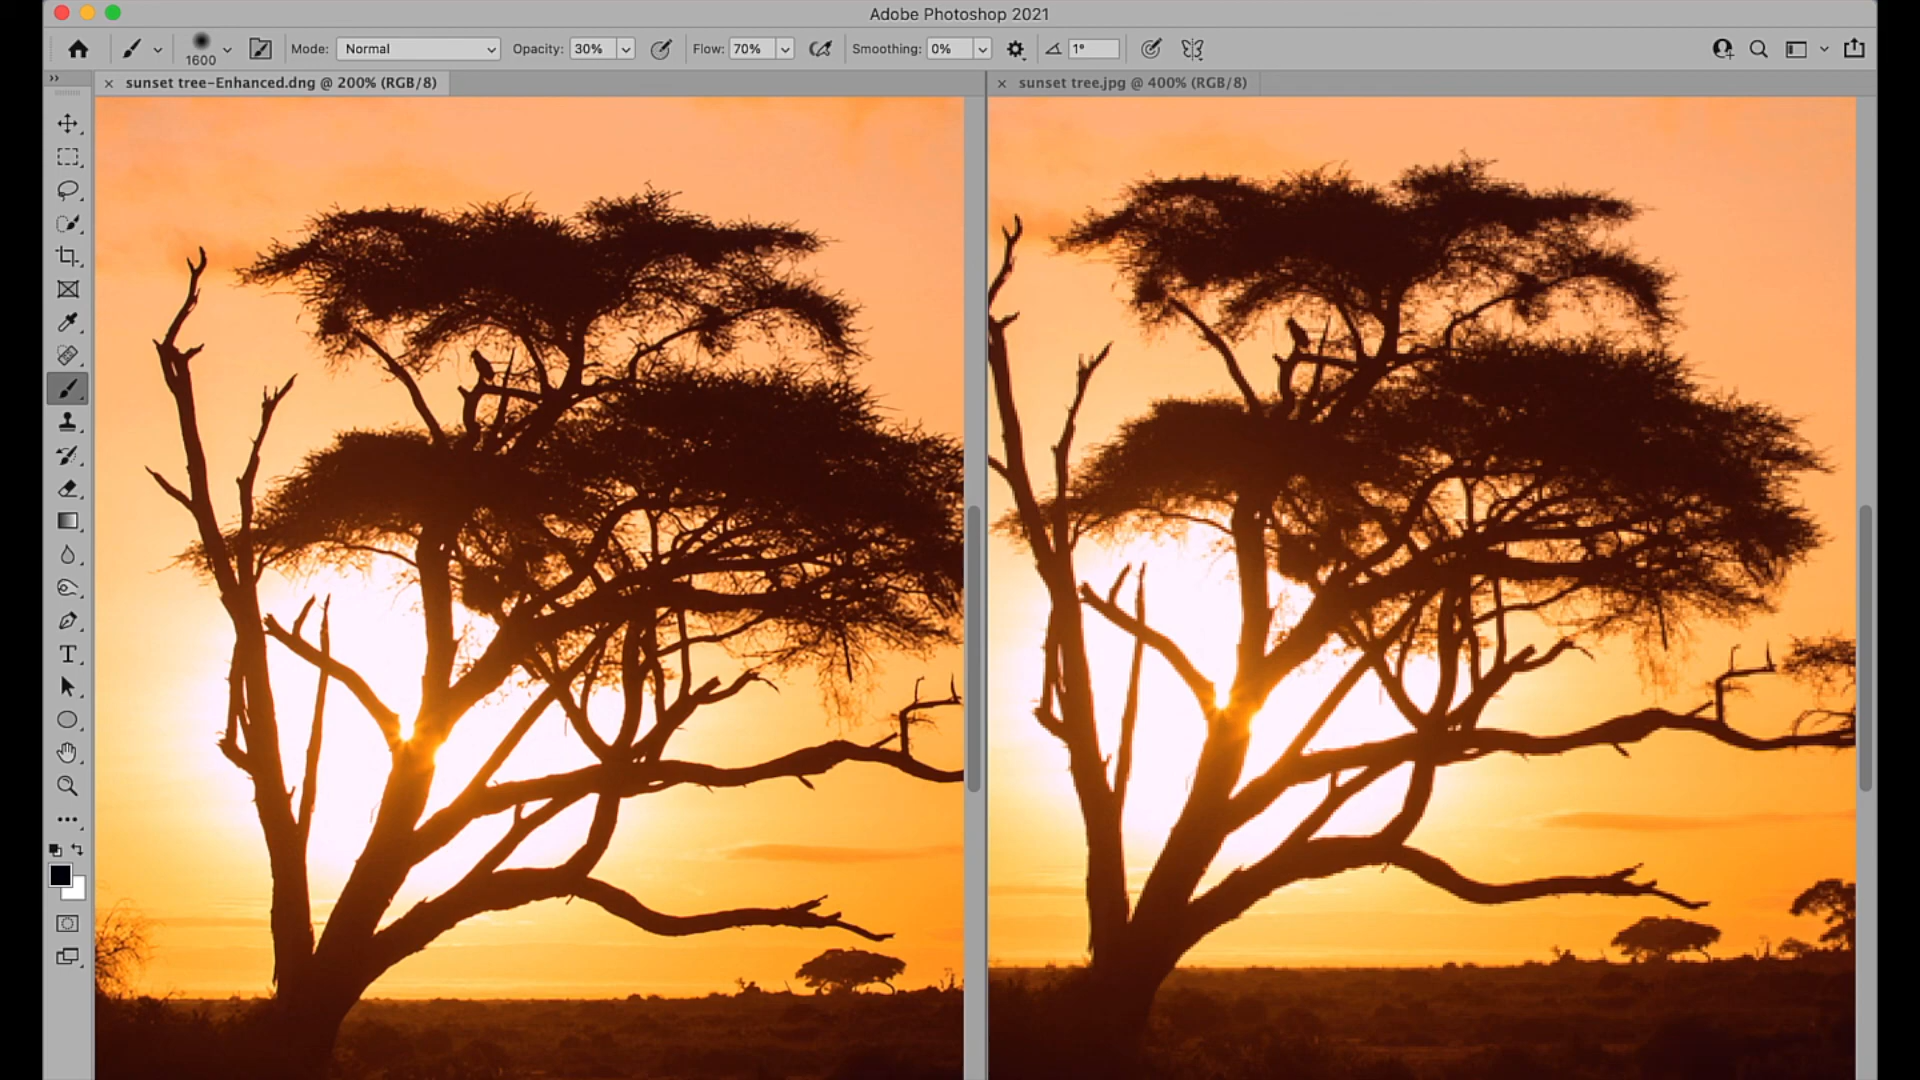 Adobe Photoshop 2021
1600 Mode: Normal Opacity: 30% Flow: 70% Smoothing: 0% 1°
sunset tree-Enhanced.dng @ 200% (RGB/8)
sunset tree.jpg @ 400% (RGB/8)